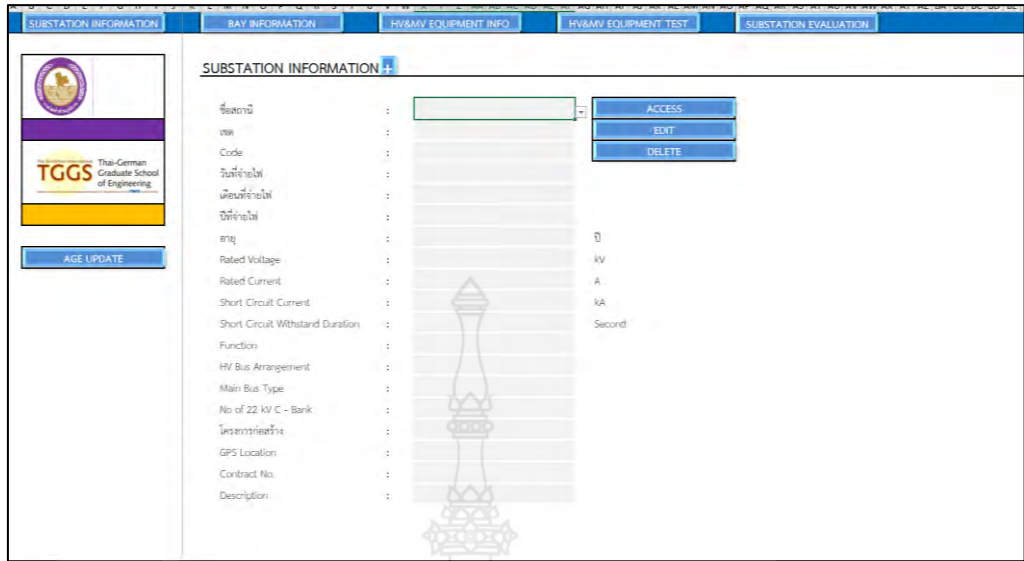 SUBSTATION INFORMATION BAY INFORMATION HV&MV EQUIPMENT INFO HV&MV EQUIPMENT TEST SUBSTATION EVALUATION
SUBSTATION INFORMATION +
TGGS Thai-German
Graduate School
of Engineering
AGE UPDATE
ชื่อสถานี : ACCESS
เขต : EDIT
Code : DELETE
วันที่จ่ายไฟ :
เดือนที่จ่ายไฟ :
ปีที่จ่ายไฟ :
อายุ : ปี
Rated Voltage : kV
Rated Current : A
Short Circuit Current : kA
Short Circuit Withstand Duration : Second
Function :
HV Bus Arrangement :
Main Bus Type :
No of 22 kV C - Bank :
โครงการก่อสร้าง :
GPS Location :
Contract No. :
Description :